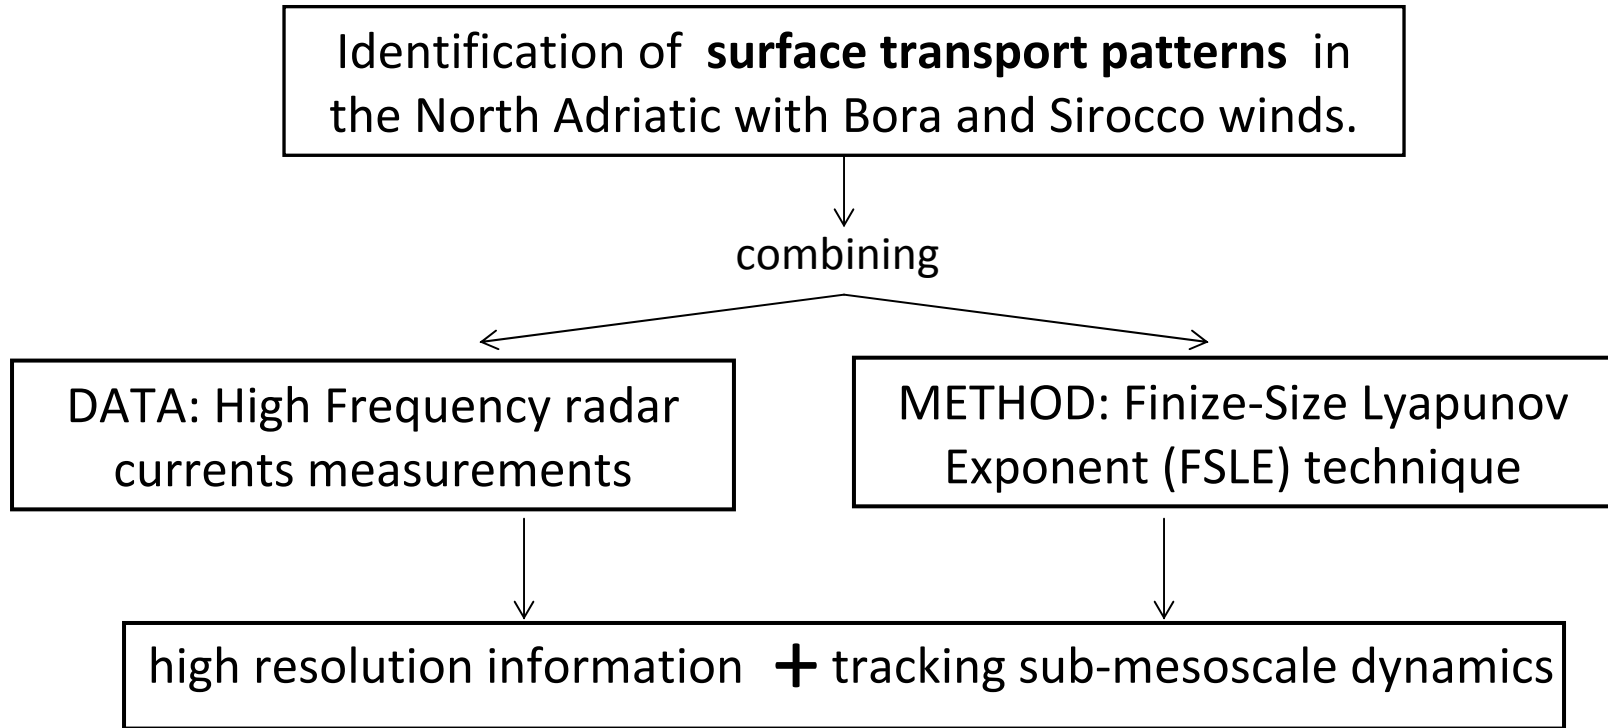 Identification of surface transport patterns in
the North Adriatic with Bora and Sirocco winds.
combining
DATA: High Frequency radar
currents measurements
METHOD: Finize-Size Lyapunov
Exponent (FSLE) technique
high resolution information + tracking sub-mesoscale dynamics